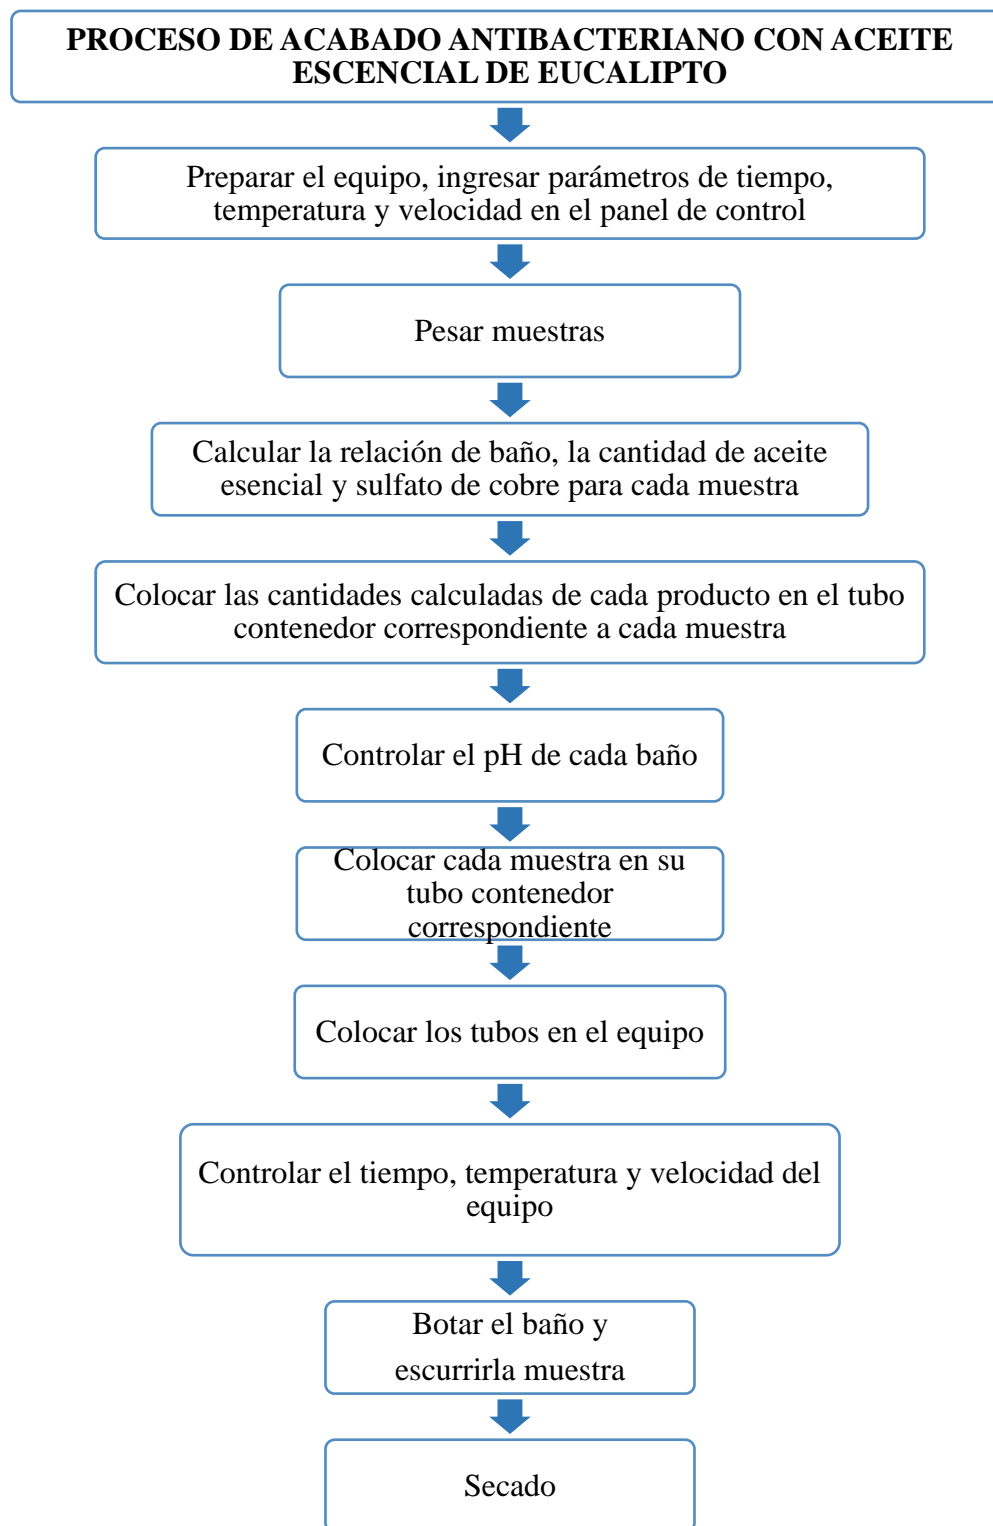 PROCESO DE ACABADO ANTIBACTERIANO CON ACEITE
ESCENCIAL DE EUCALIPTO
Preparar el equipo, ingresar parámetros de tiempo,
temperatura y velocidad en el panel de control
Pesar muestras
Calcular la relación de baño, la cantidad de aceite
esencial y sulfato de cobre para cada muestra
Colocar las cantidades calculadas de cada producto en el tubo
contenedor correspondiente a cada muestra
Controlar el pH de cada baño
Colocar cada muestra en su
tubo contenedor
correspondiente
Colocar los tubos en el equipo
Controlar el tiempo, temperatura y velocidad del
equipo
Botar el baño y
escurrirla muestra
Secado